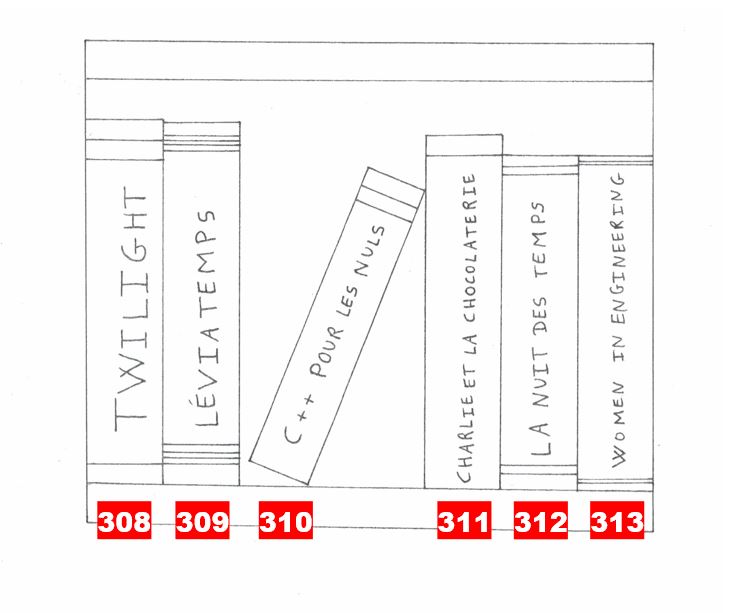 TWILIGHT
LÉVIATEMPS
C++ POUR LES NULS
CHARLIE ET LA CHOCOLATERIE
LA NUIT DES TEMPS
WOMEN IN ENGINEERING
308 309 310 311 312 313